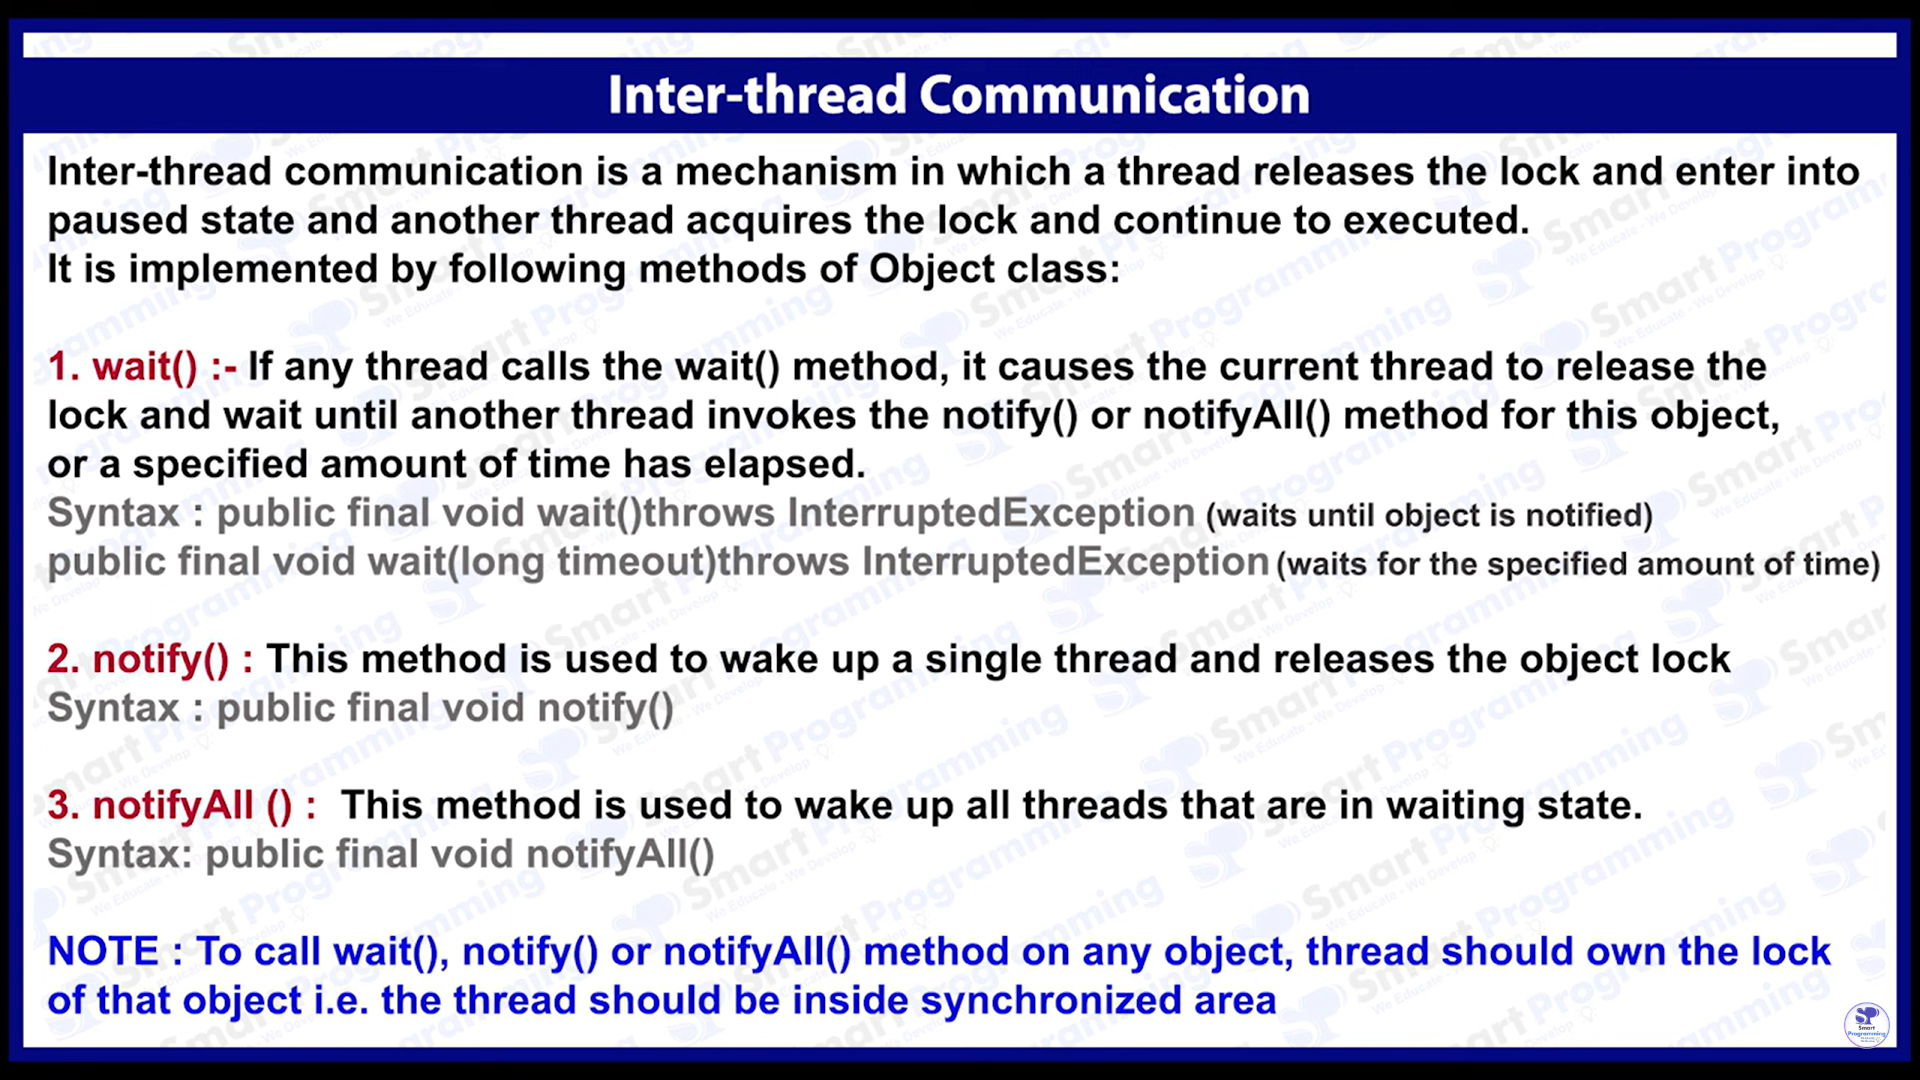 Inter-thread Communication
Inter-thread communication is a mechanism in which a thread releases the lock and enter into
paused state and another thread acquires the lock and continue to executed.
It is implemented by following methods of Object class:
1. wait() :- If any thread calls the wait() method, it causes the current thread to release the
lock and wait until another thread invokes the notify() or notifyAll() method for this object,
or a specified amount of time has elapsed.
Syntax : public final void wait()throws InterruptedException (waits until object is notified)
public final void wait(long timeout)throws InterruptedException (waits for the specified amount of time)
2. notify() : This method is used to wake up a single thread and releases the object lock
Syntax : public final void notify()
3. notifyAll () : This method is used to wake up all threads that are in waiting state.
Syntax: public final void notifyAll()
NOTE : To call wait(), notify() or notifyAll() method on any object, thread should own the lock
of that object i.e. the thread should be inside synchronized area
Smart
Programming